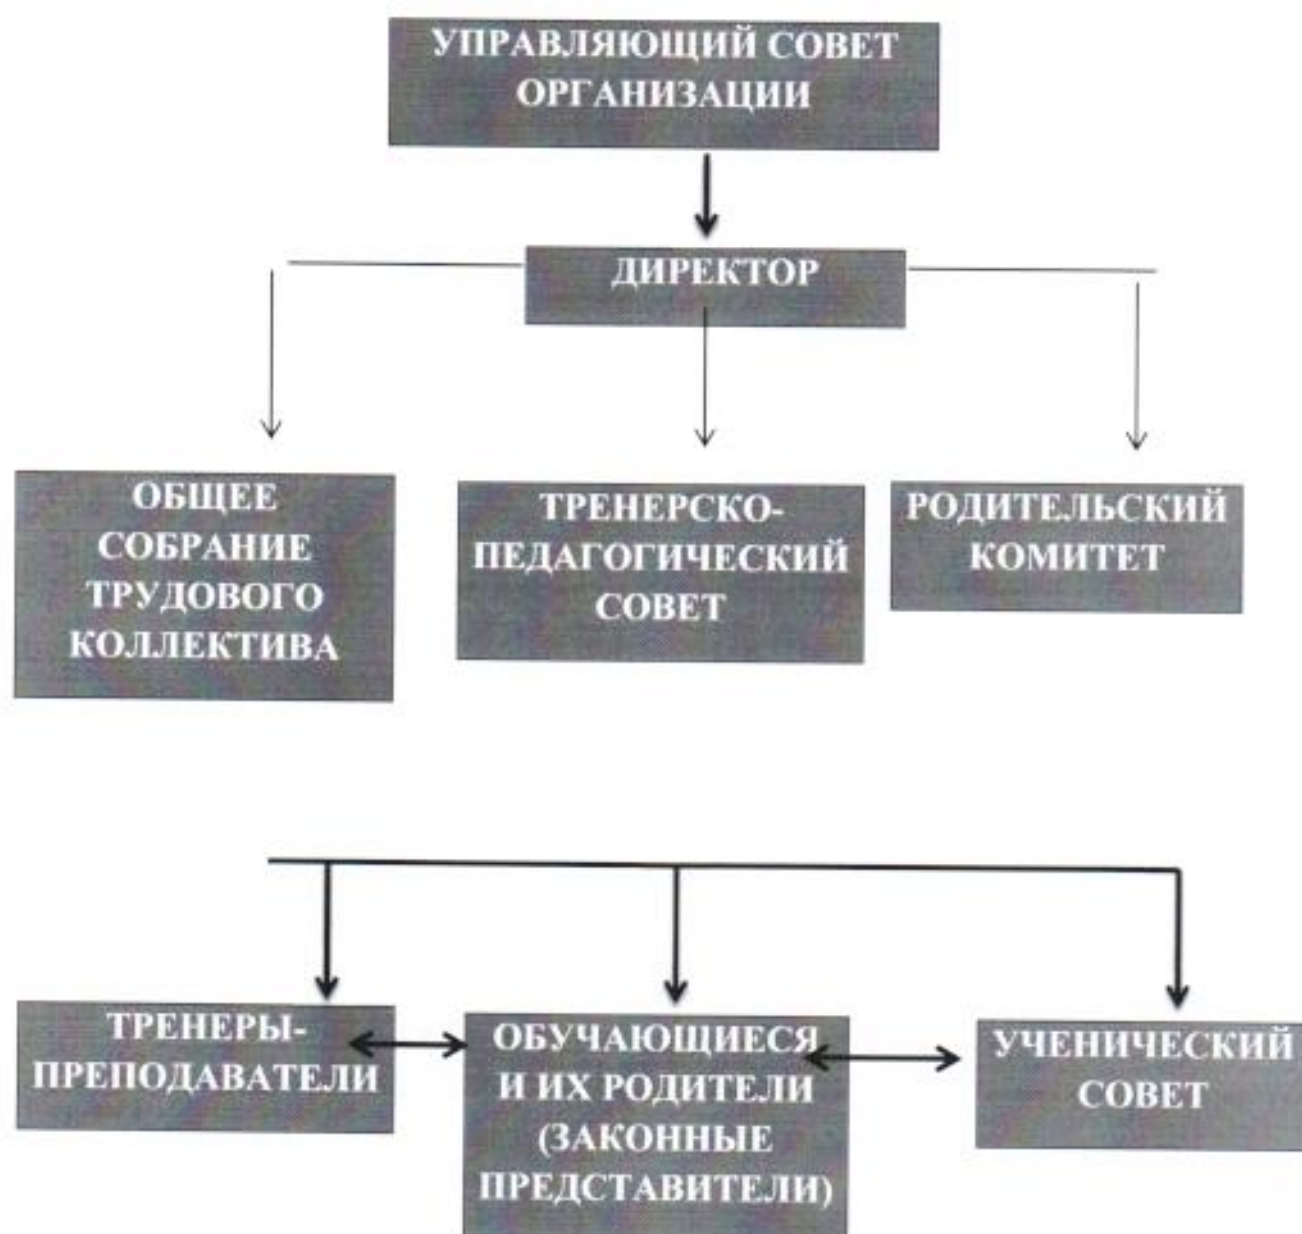 УПРАВЛЯЮЩИЙ СОВЕТ
ОРГАНИЗАЦИИ
ДИРЕКТОР
ОБЩЕЕ
СОБРАНИЕ
ТРУДОВОГО
КОЛЛЕКТИВА
ТРЕНЕРСКО-
ПЕДАГОГИЧЕСКИЙ
СОВЕТ
РОДИТЕЛЬСКИЙ
КОМИТЕТ
ТРЕНЕРЫ-
ПРЕПОДАВАТЕЛИ
ОБУЧАЮЩИЕСЯ
И ИХ РОДИТЕЛИ
(ЗАКОННЫЕ
ПРЕДСТАВИТЕЛИ)
УЧЕНИЧЕСКИЙ
СОВЕТ